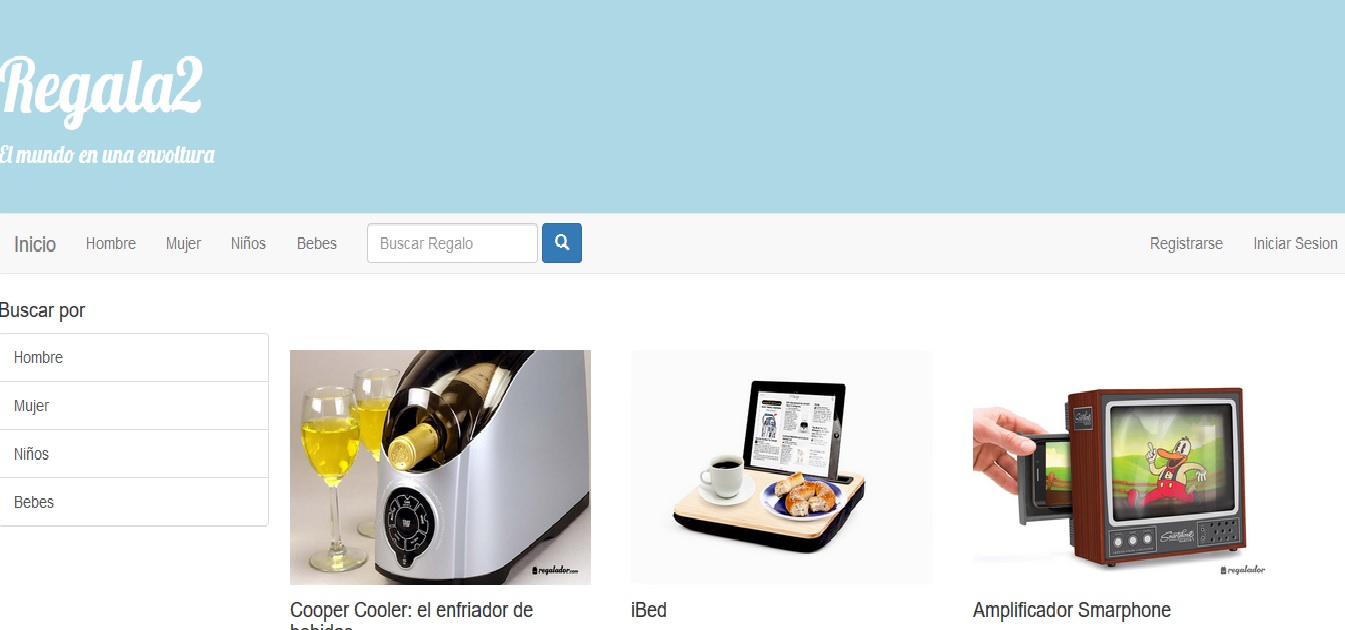 Regala2
El mundo en una envoltura
Inicio Hombre Mujer Niños Bebes Buscar Regalo Registrarse Iniciar Sesion
Buscar por
Hombre
Mujer
Niños
Bebes
regalador.com
regalador
Cooper Cooler: el enfriador de
bebidas
iBed
Amplificador Smarphone